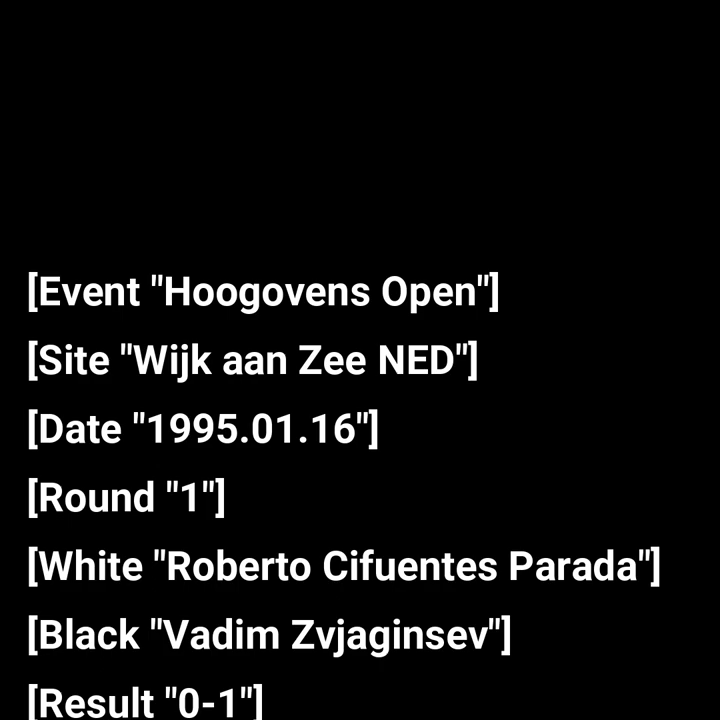 [Event "Hoogovens Open"]
[Site "Wijk aan Zee NED"]
[Date "1995.01.16"]
[Round "1"]
[White "Roberto Cifuentes Parada"]
[Black "Vadim Zvjaginsev"]
[Result "0-1"]